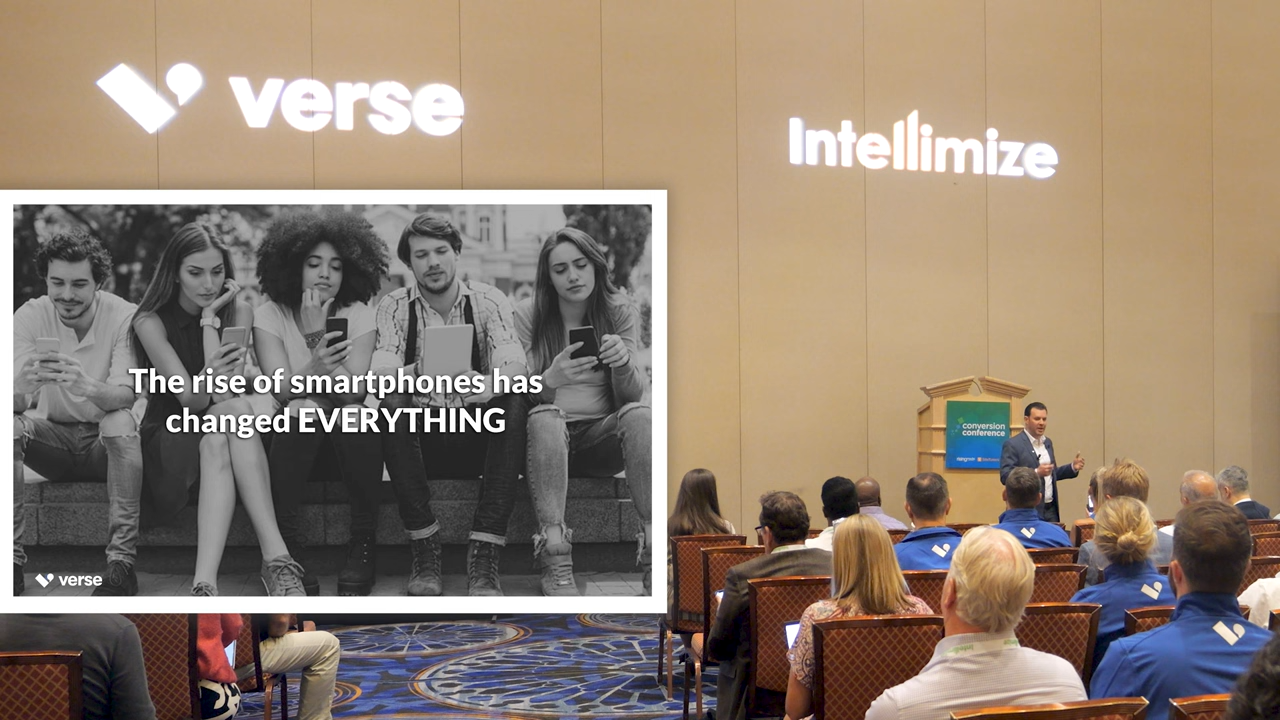 verse
Intellimize
The rise of smartphones has
changed EVERYTHING
verse
conversion
conference